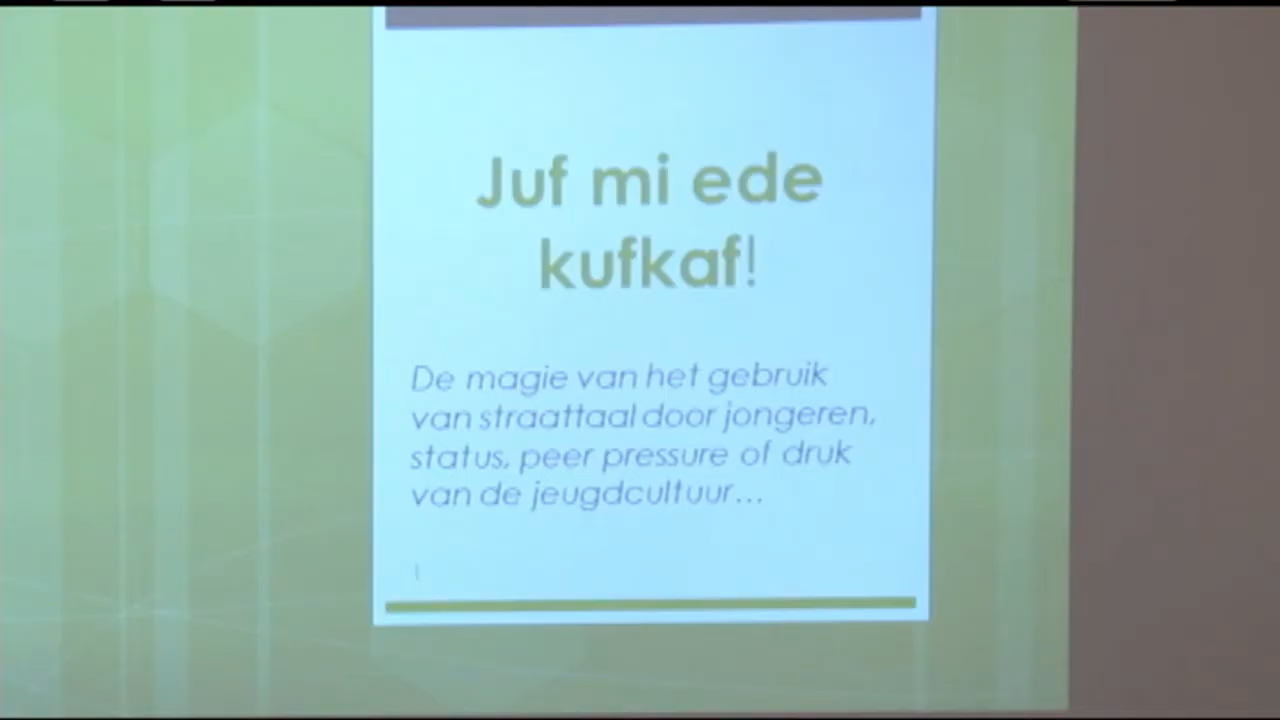 Juf mi ede
kufkaf!
De magie van het gebruik
van straattaal door jongeren,
status, peer pressure of druk
van de jeugdcultuur...
1